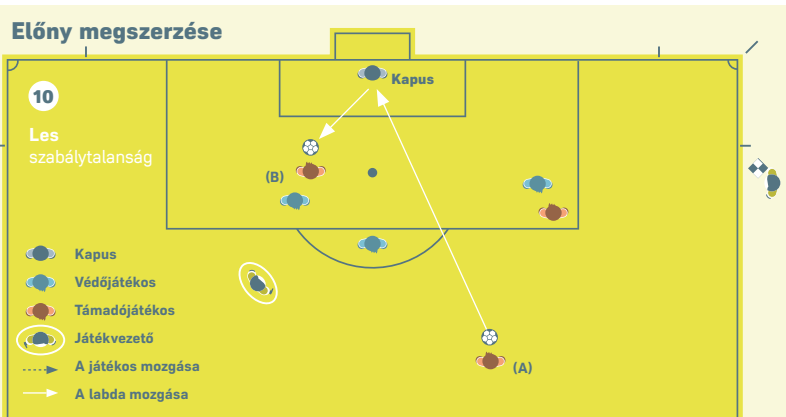 Előny megszerzése
Kapus
10
Les
szabálytalanság
(B)
Kapus
Védőjátékos
Támadójátékos
Játékvezető
A játékos mozgása
(A)
A labda mozgása